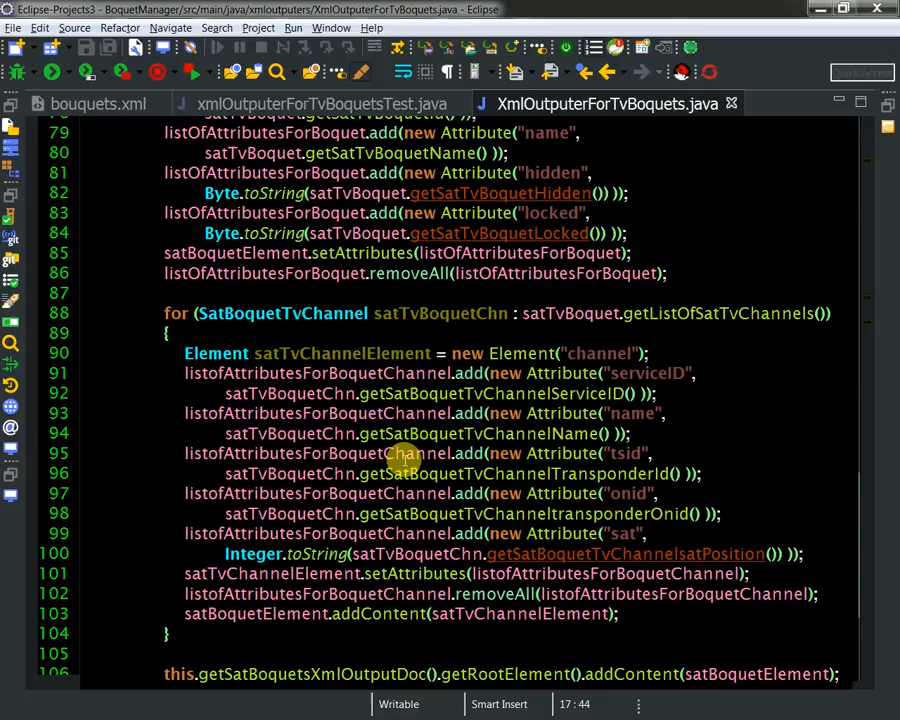 Eclipse-Projects3 - BoquetManager/src/main/java/xmloutputers/XmlOutputerForTvBoquets.java - Eclipse
File Edit Source Refactor Navigate Search Project Run Window Help
Quick Access
bouquets.xml xmlOutputerForTvBoquetsTest.java XmlOutputerForTvBoquets.java
79 listOfAttributesForBoquet.add(new Attribute("name",
80 satTvBoquet.getSatTvBoquetName() ));
81 listOfAttributesForBoquet.add(new Attribute("hidden",
82 Byte.toString(satTvBoquet.getSatTvBoquetHidden()) ));
83 listOfAttributesForBoquet.add(new Attribute("locked",
84 Byte.toString(satTvBoquet.getSatTvBoquetLocked()) ));
85 satBoquetElement.setAttributes(listOfAttributesForBoquet);
86 listOfAttributesForBoquet.removeAll(listOfAttributesForBoquet);
87
88 for (SatBoquetTvChannel satTvBoquetChn : satTvBoquet.getListOfSatTvChannels())
89 {
90 Element satTvChannelElement = new Element("channel");
91 listofAttributesForBoquetChannel.add(new Attribute("serviceID",
92 satTvBoquetChn.getSatBoquetTvChannelServiceID() ));
93 listofAttributesForBoquetChannel.add(new Attribute("name",
94 satTvBoquetChn.getSatBoquetTvChannelName() ));
95 listofAttributesForBoquetChannel.add(new Attribute("tsid",
96 satTvBoquetChn.getSatBoquetTvChannelTransponderId() ));
97 listofAttributesForBoquetChannel.add(new Attribute("onid",
98 satTvBoquetChn.getSatBoquetTvChanneltransponderOnid() ));
99 listofAttributesForBoquetChannel.add(new Attribute("sat",
100 Integer.toString(satTvBoquetChn.getSatBoquetTvChannelsatPosition()) ));
101 satTvChannelElement.setAttributes(listofAttributesForBoquetChannel);
102 listofAttributesForBoquetChannel.removeAll(listofAttributesForBoquetChannel);
103 satBoquetElement.addContent(satTvChannelElement);
104 }
105
106 this.getSatBoquetsXmlOutputDoc().getRootElement().addContent(satBoquetElement);
Writable Smart Insert 17 : 44